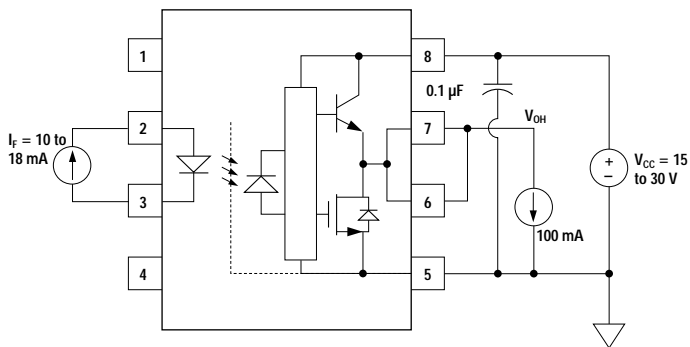 1
8
0.1 µF
I_F = 10 to
18 mA
2
7
V_OH
+
–
V_CC = 15
to 30 V
3
6
100 mA
4
5